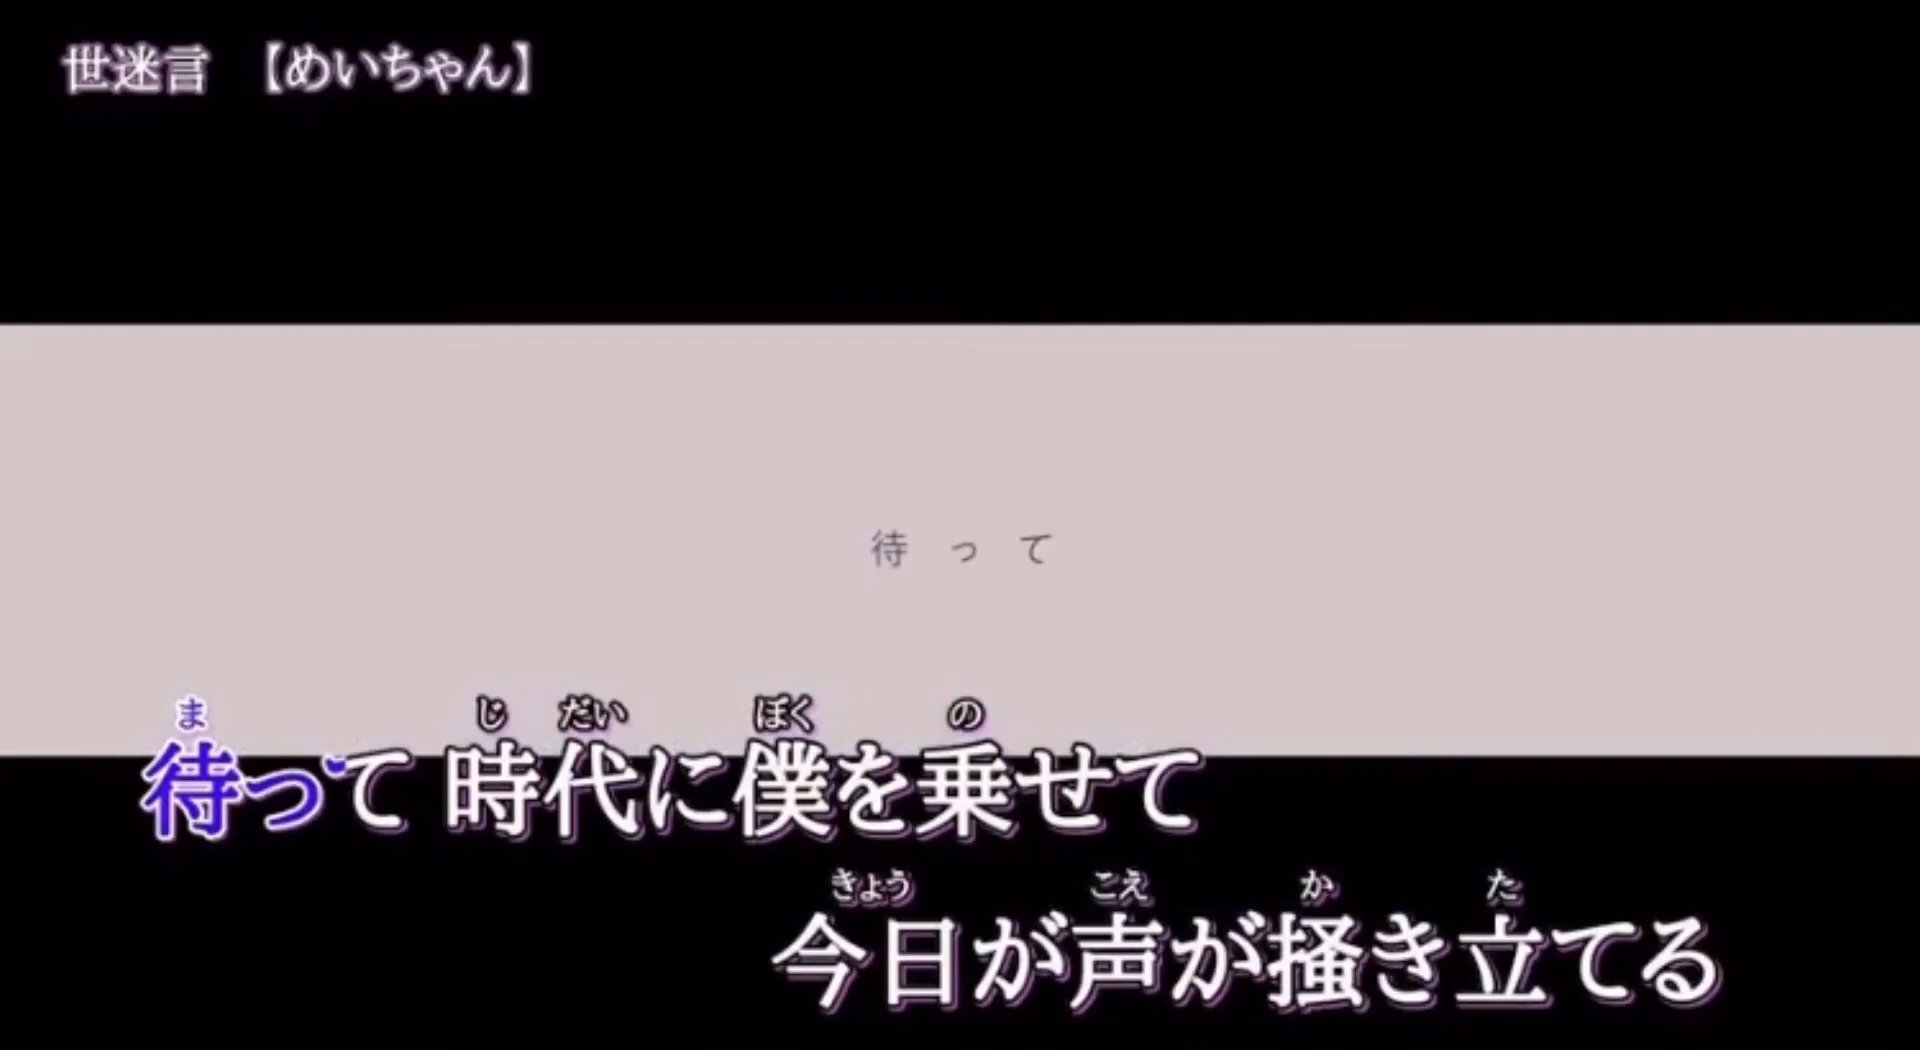 世迷言　【めいちゃん】
待って
ま じ だい ぼく の
待って 時代に僕を乗せて
きょう こえ か た
今日が声が掻き立てる